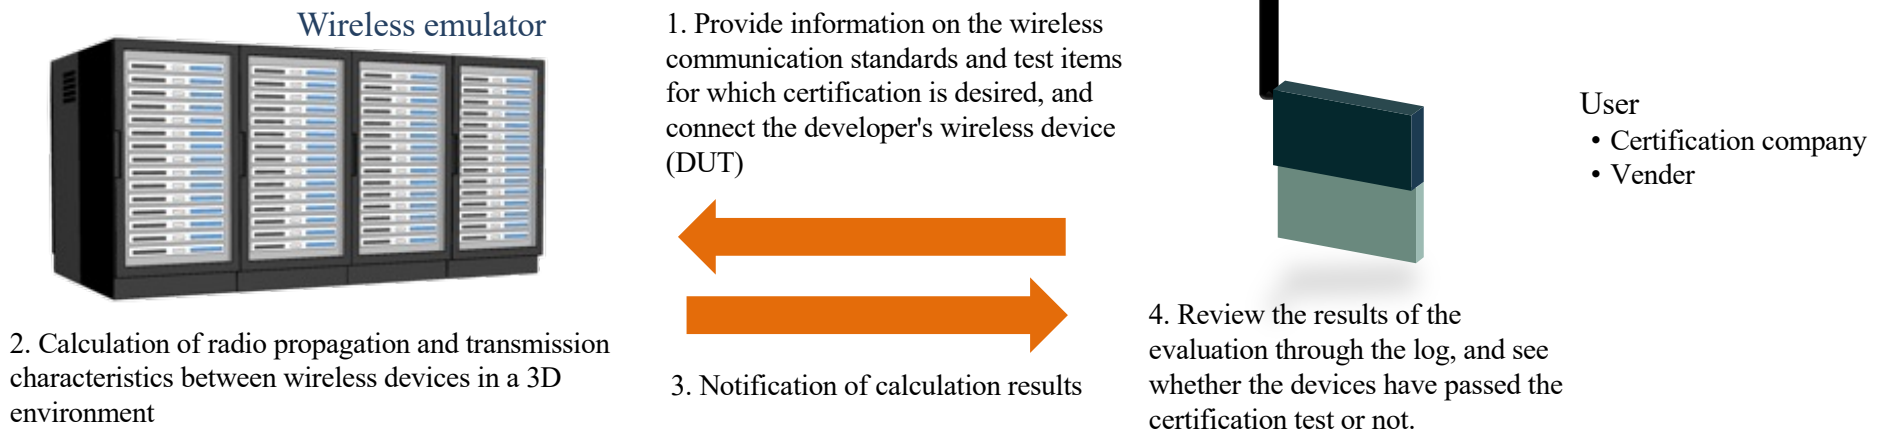 Wireless emulator
1. Provide information on the wireless
communication standards and test items
for which certification is desired, and
connect the developer's wireless device
(DUT)
User
• Certification company
• Vender
2. Calculation of radio propagation and transmission
characteristics between wireless devices in a 3D
environment
3. Notification of calculation results
4. Review the results of the
evaluation through the log, and see
whether the devices have passed the
certification test or not.